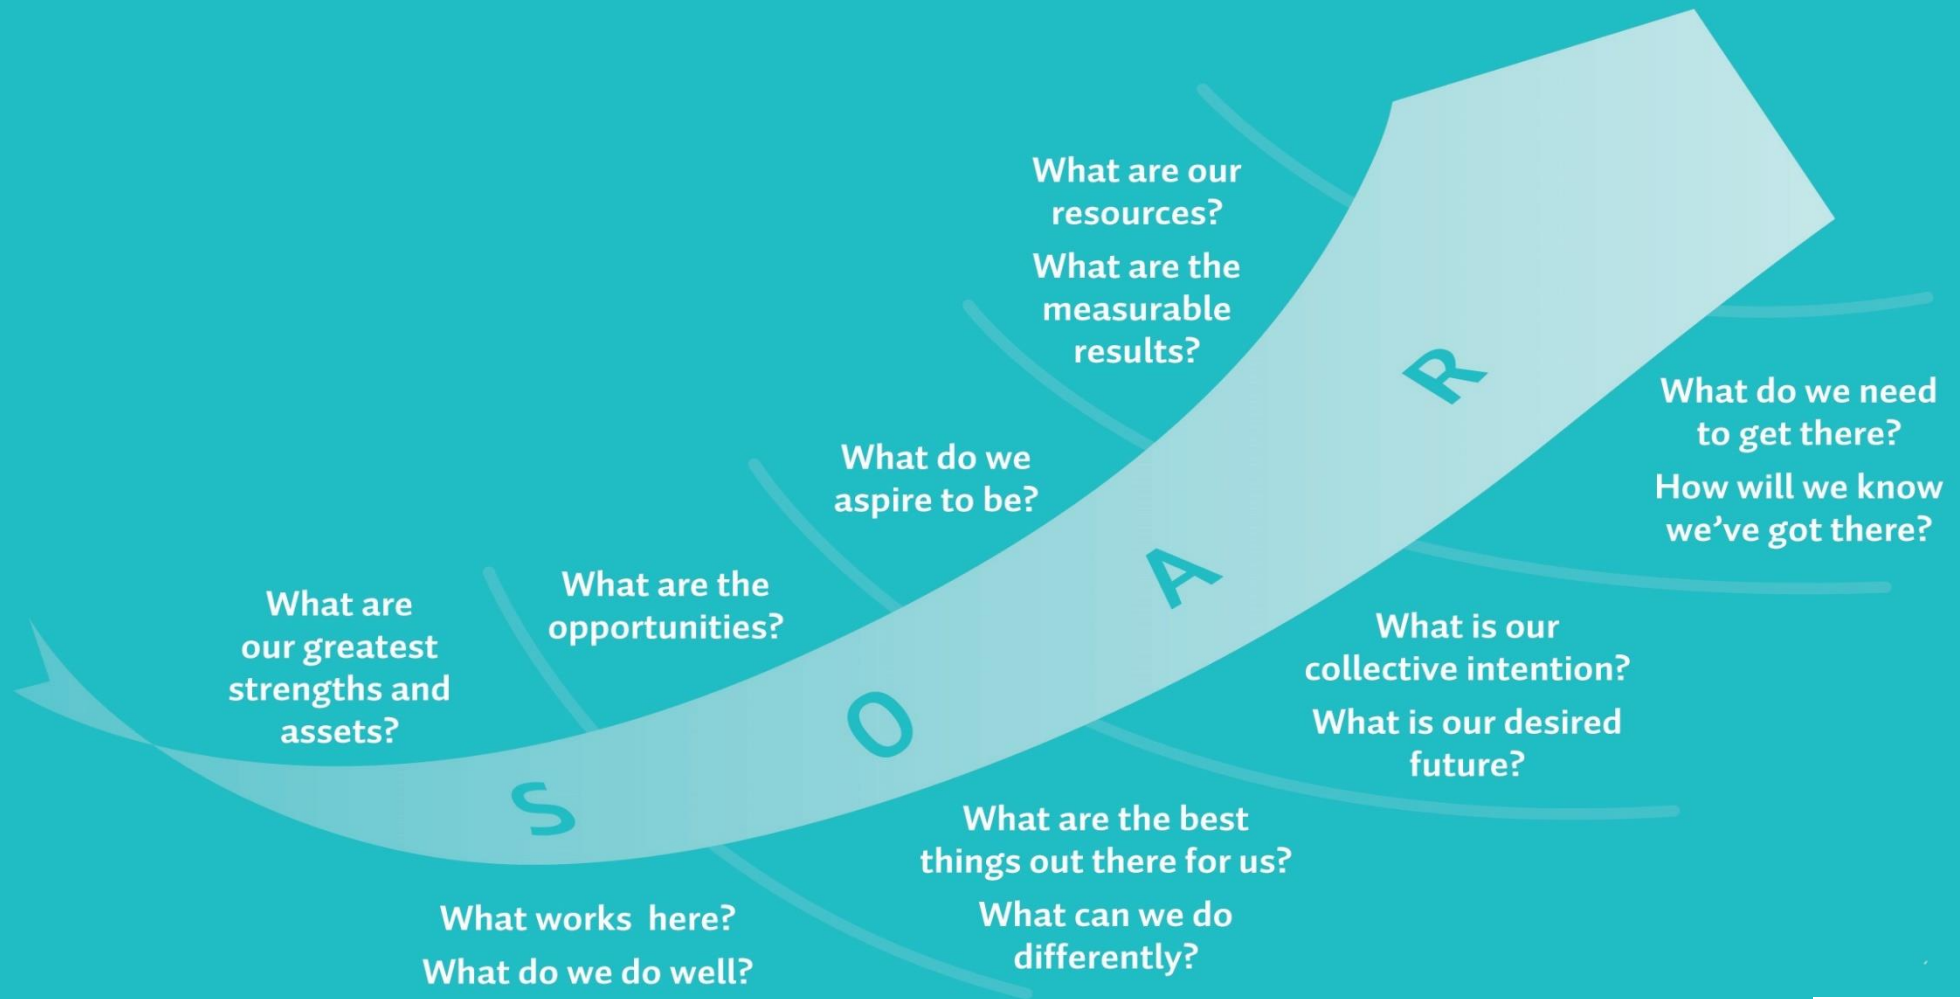 What are
our greatest
strengths and
assets?
S
What works here?
What do we do well?
What are the
opportunities?
O
What are the best
things out there for us?
What can we do
differently?
What do we
aspire to be?
A
What is our
collective intention?
What is our desired
future?
What are our
resources?
What are the
measurable
results?
R
What do we need
to get there?
How will we know
we’ve got there?